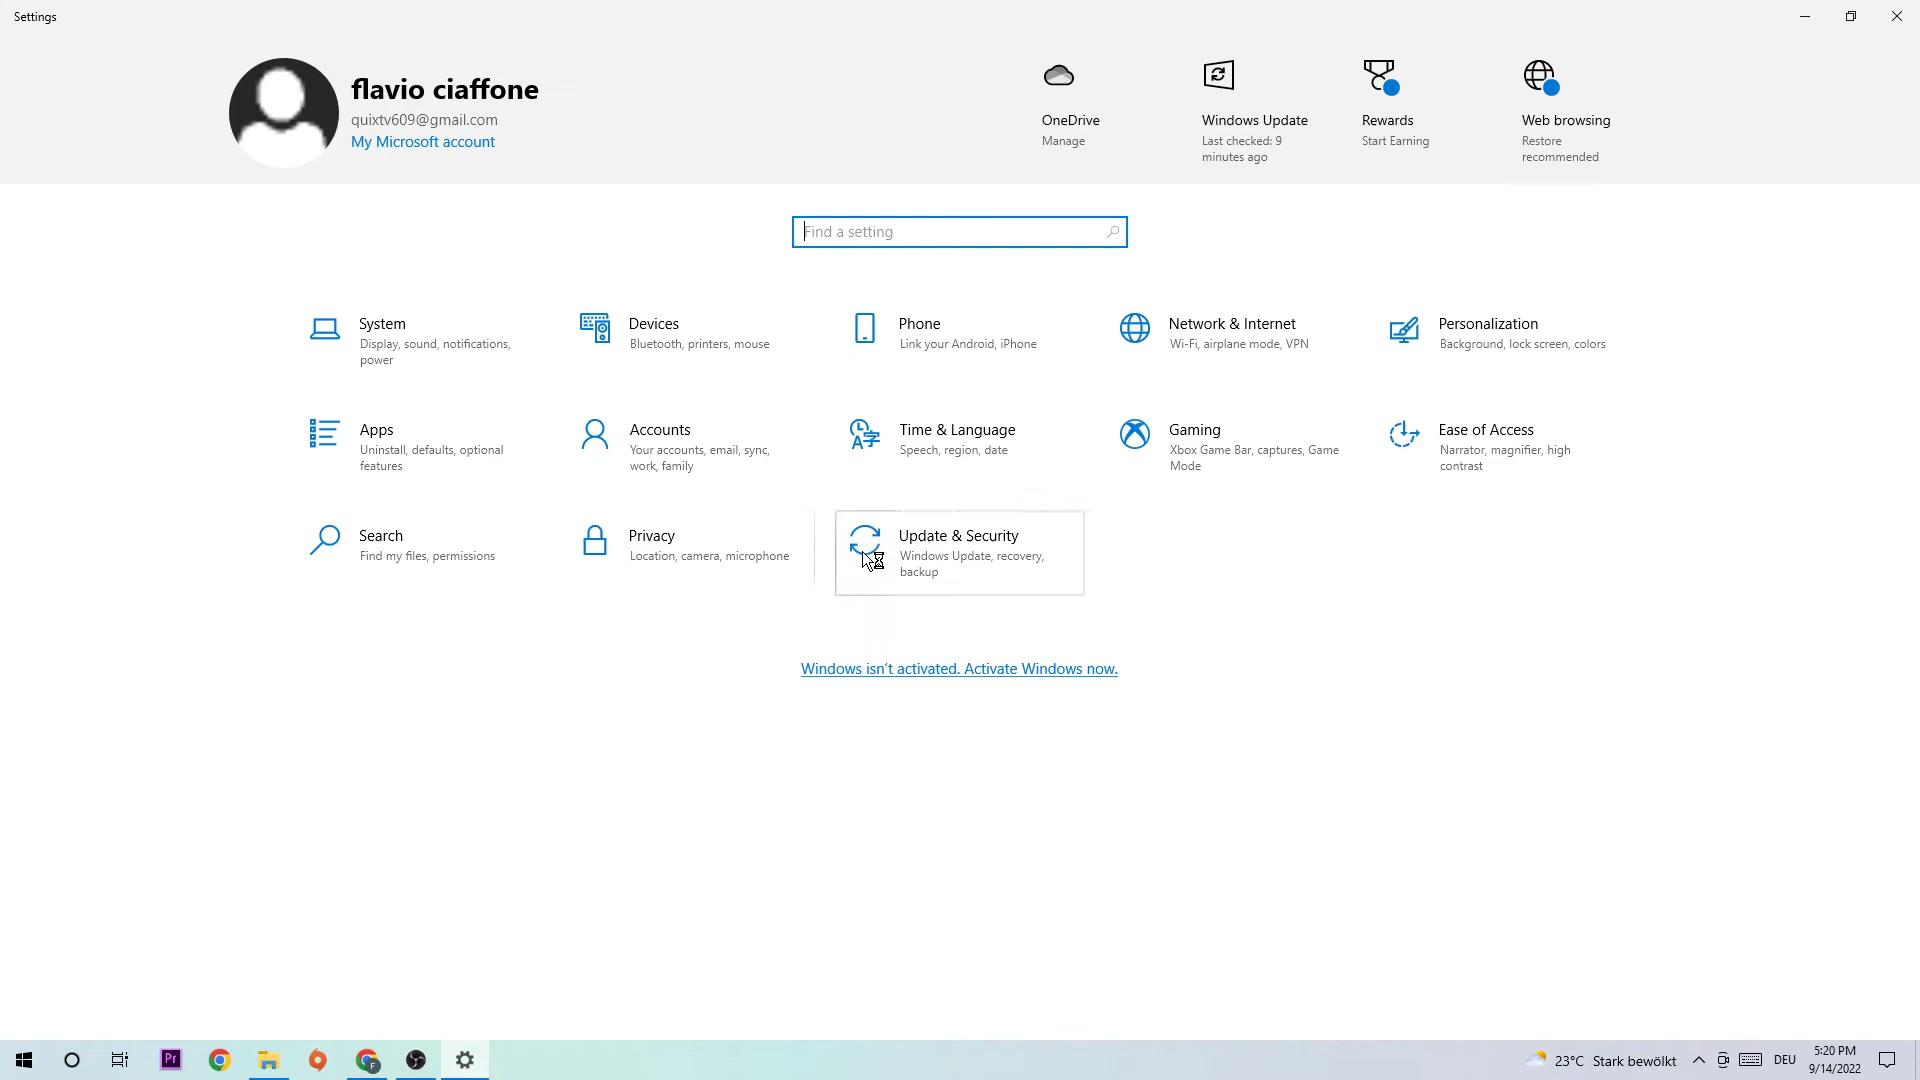 Settings
flavio ciaffone
quixtv609@gmail.com
My Microsoft account
OneDrive
Manage
Windows Update
Last checked: 9
minutes ago
Rewards
Start Earning
Web browsing
Restore
recommended
Find a setting
System
Display, sound, notifications,
power
Devices
Bluetooth, printers, mouse
Phone
Link your Android, iPhone
Network & Internet
Wi-Fi, airplane mode, VPN
Personalization
Background, lock screen, colors
Apps
Uninstall, defaults, optional
features
Accounts
Your accounts, email, sync,
work, family
Time & Language
Speech, region, date
Gaming
Xbox Game Bar, captures, Game
Mode
Ease of Access
Narrator, magnifier, high
contrast
Search
Find my files, permissions
Privacy
Location, camera, microphone
Update & Security
Windows Update, recovery,
backup
Windows isn't activated. Activate Windows now.
Pr
F
23°C Stark bewölkt
DEU
5:20 PM
9/14/2022